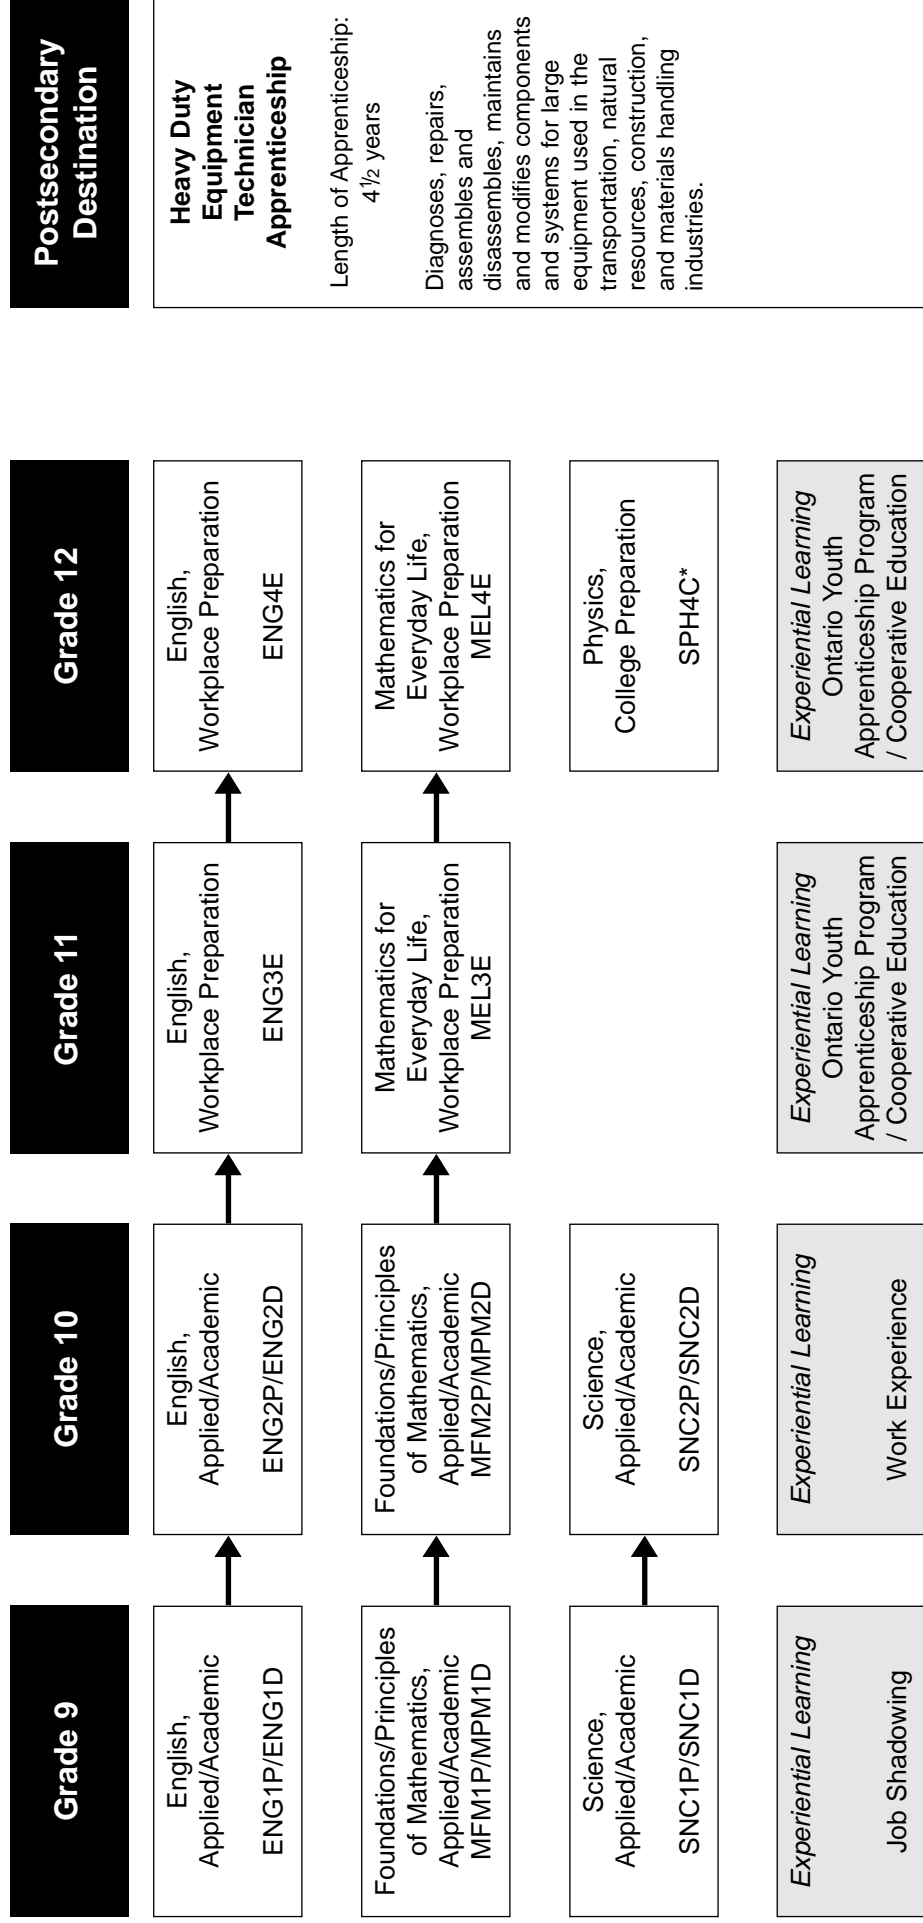 Grade 9
Grade 10
Grade 11
Grade 12
Postsecondary
Destination
English,
Applied/Academic
ENG1P/ENG1D
English,
Applied/Academic
ENG2P/ENG2D
English,
Workplace Preparation
ENG3E
English,
Workplace Preparation
ENG4E
Heavy Duty
Equipment
Technician
Apprenticeship
Length of Apprenticeship:
4½ years
Diagnoses, repairs,
assembles and
disassembles, maintains
and modifies components
and systems for large
equipment used in the
transportation, natural
resources, construction,
and materials handling
industries.
Foundations/Principles
of Mathematics,
Applied/Academic
MFM1P/MPM1D
Foundations/Principles
of Mathematics,
Applied/Academic
MFM2P/MPM2D
Mathematics for
Everyday Life,
Workplace Preparation
MEL3E
Mathematics for
Everyday Life,
Workplace Preparation
MEL4E
Science,
Applied/Academic
SNC1P/SNC1D
Science,
Applied/Academic
SNC2P/SNC2D
Physics,
College Preparation
SPH4C*
Experiential Learning
Job Shadowing
Experiential Learning
Work Experience
Experiential Learning
Ontario Youth
Apprenticeship Program
/ Cooperative Education
Experiential Learning
Ontario Youth
Apprenticeship Program
/ Cooperative Education